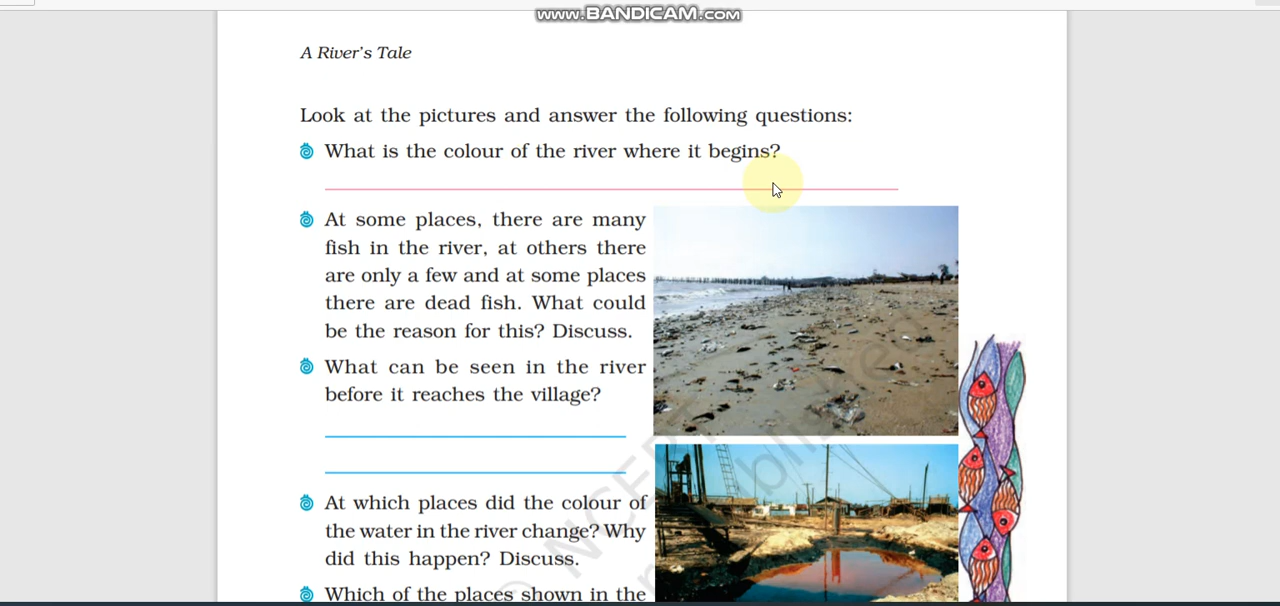 www.BANDICAM.com
A River's Tale
Look at the pictures and answer the following questions:
What is the colour of the river where it begins?
At some places, there are many
fish in the river, at others there
are only a few and at some places
there are dead fish. What could
be the reason for this? Discuss.
What can be seen in the river
before it reaches the village?
At which places did the colour of
the water in the river change? Why
did this happen? Discuss.
Which of the places shown in the
© NCERT